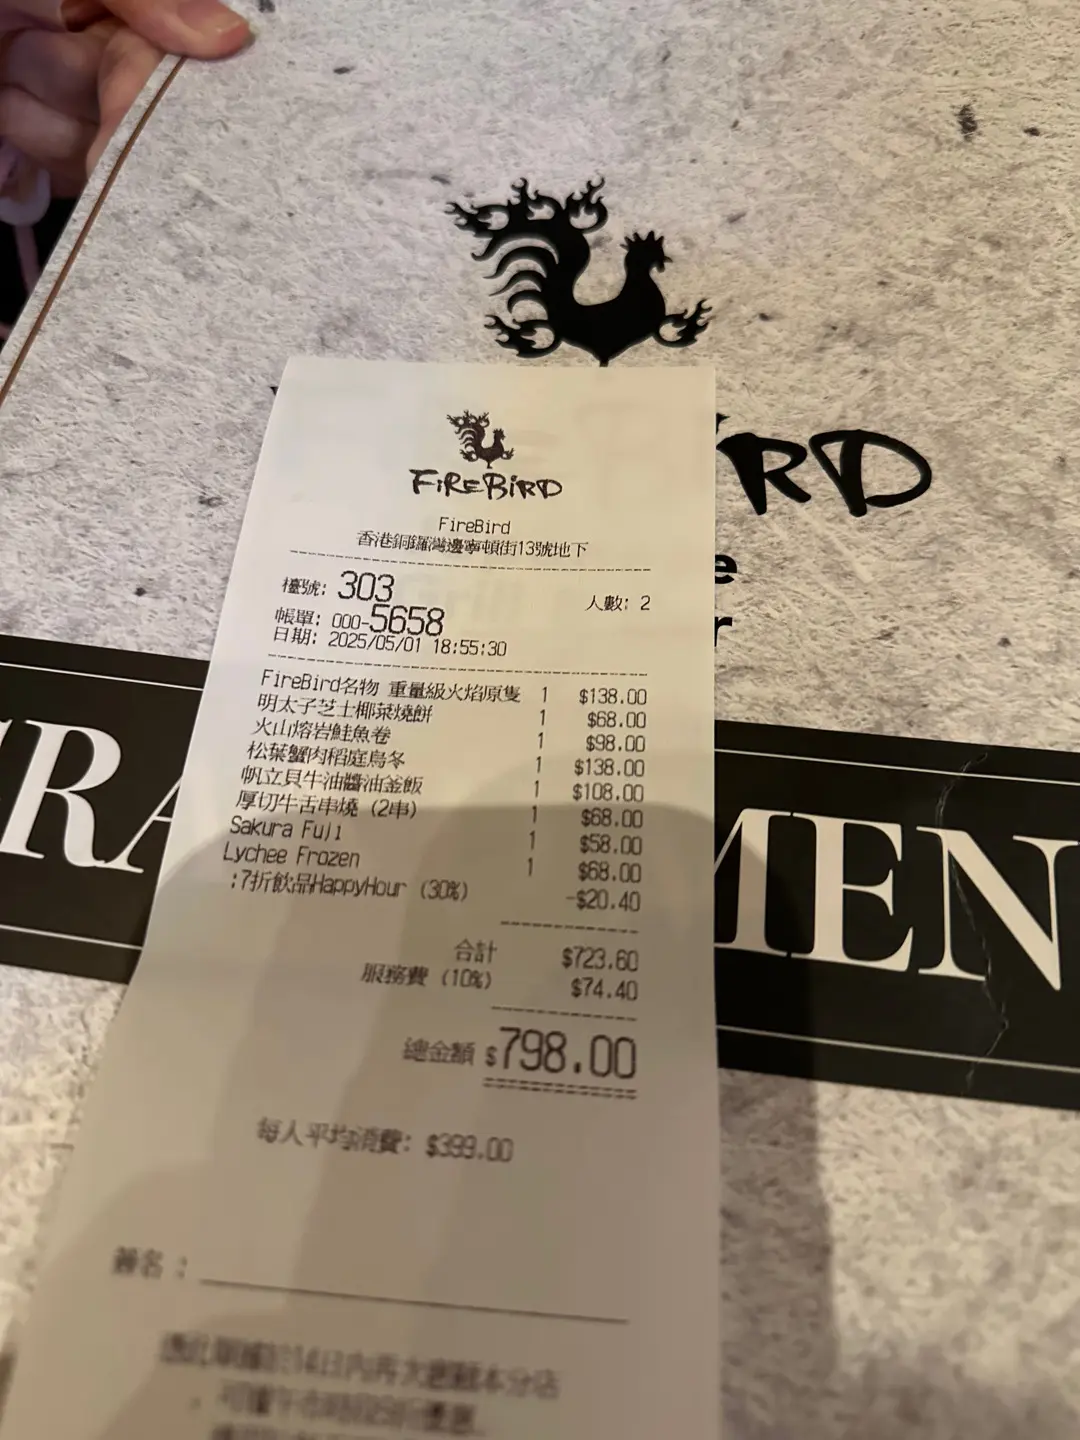 FIREBIRD
FireBird
香港銅鑼灣邊寧頓街13號地下
檯號: 303 人數: 2
帳單: 000-5658
日期: 2025/05/01 18:55:30
FireBird名物 重量級火焰原隻 1 $138.00
明太子芝士椰菜燒餅 1 $68.00
火山熔岩鮭魚卷 1 $98.00
松葉蟹肉稻庭烏冬 1 $138.00
帆立貝牛油醬油釜飯 1 $108.00
厚切牛舌串燒 (2串) 1 $68.00
Sakura Fuji 1 $58.00
Lychee Frozen 1 $68.00
:7折飲品HappyHour (30%) -$20.40
合計 $723.60
服務費 (10%) $74.40
總金額 $798.00
每人平均消費: $399.00
簽名 :
RD
e
r
RA
MEN